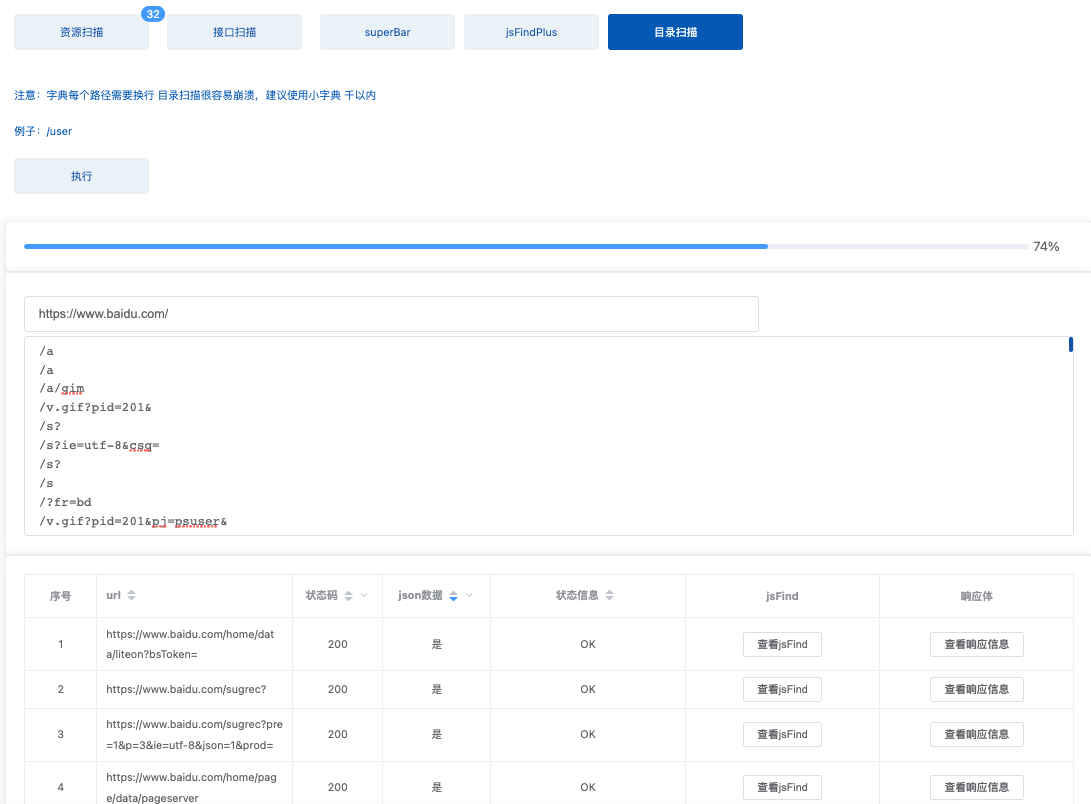 32
资源扫描 接口扫描 superBar jsFindPlus 目录扫描
注意：字典每个路径需要换行 目录扫描很容易崩溃，建议使用小字典 千以内
例子：/user
执行
74%
https://www.baidu.com/
/a
/a
/a/gim
/v.gif?pid=201&
/s?
/s?ie=utf-8&csq=
/s?
/s
/?fr=bd
/v.gif?pid=201&pj=psuser&
序号 url 状态码 json数据 状态信息 jsFind 响应体
https://www.baidu.com/home/dat
1 200 是 OK 查看jsFind 查看响应信息
a/liteon?bsToken=
2 https://www.baidu.com/sugrec? 200 是 OK 查看jsFind 查看响应信息
https://www.baidu.com/sugrec?pre
3 200 是 OK 查看jsFind 查看响应信息
=1&p=3&ie=utf-8&json=1&prod=
https://www.baidu.com/home/pag
4 200 是 OK 查看jsFind 查看响应信息
e/data/pageserver